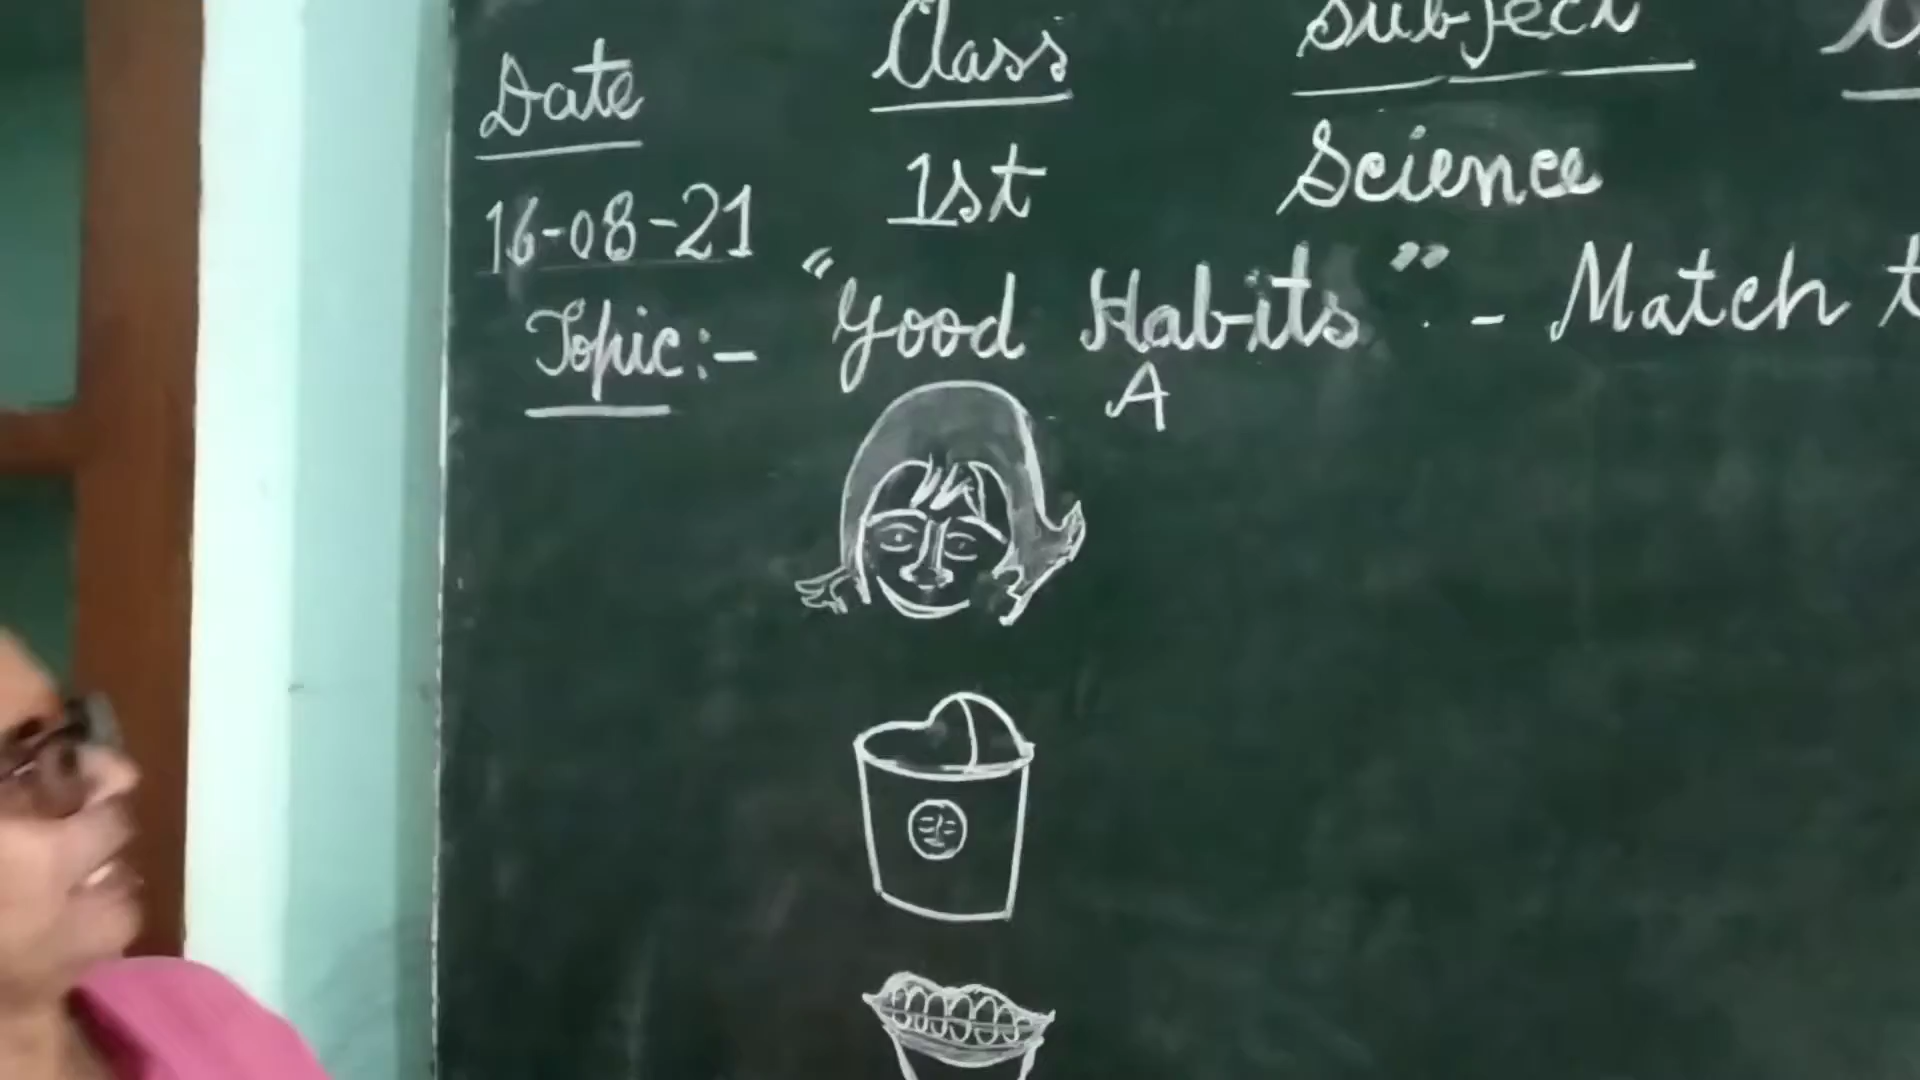 Date Class Subject
16-08-21 1st Science
Topic:- "Good Habits" - Match
A